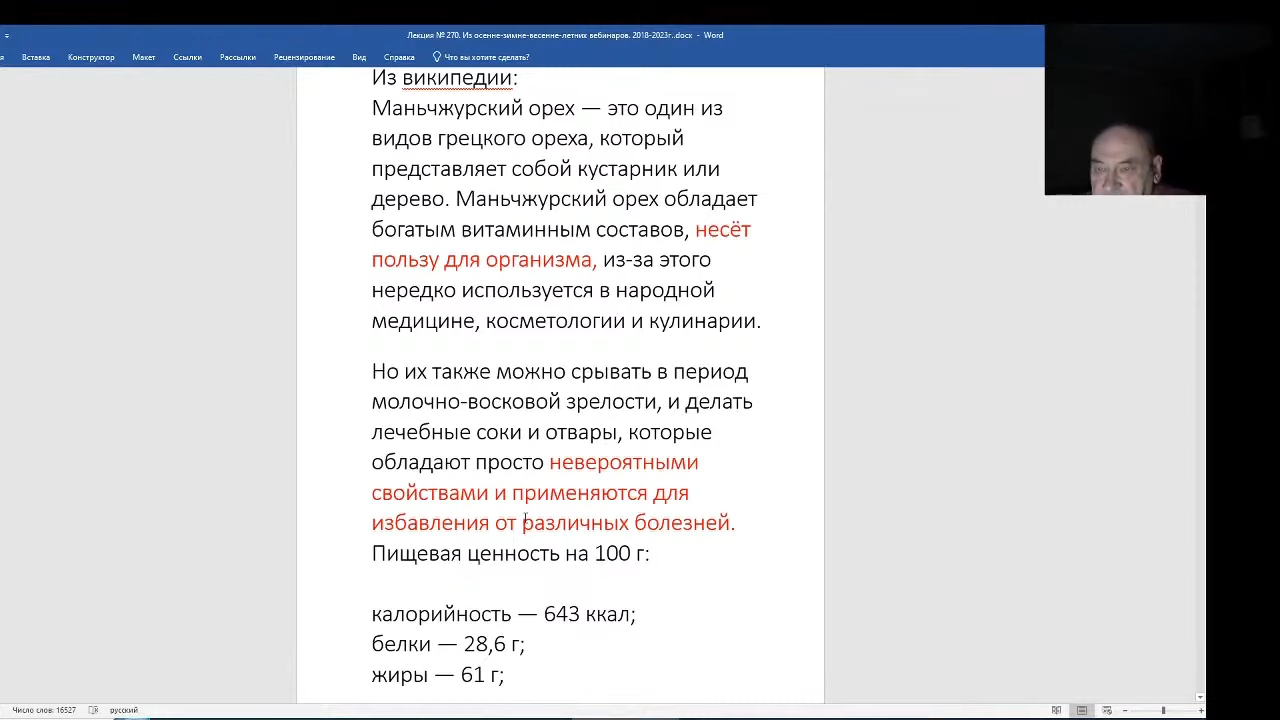 Лекция № 270. Из осенне-зимне-весенне-летних вебинаров. 2018-2023г..docx - Word
Вставка Конструктор Макет Ссылки Рассылки Рецензирование Вид Справка Что вы хотите сделать?
Из википедии:
Маньчжурский орех — это один из
видов грецкого ореха, который
представляет собой кустарник или
дерево. Маньчжурский орех обладает
богатым витаминным составов, несёт
пользу для организма, из-за этого
нередко используется в народной
медицине, косметологии и кулинарии.
Но их также можно срывать в период
молочно-восковой зрелости, и делать
лечебные соки и отвары, которые
обладают просто невероятными
свойствами и применяются для
избавления от различных болезней.
Пищевая ценность на 100 г:
калорийность — 643 ккал;
белки — 28,6 г;
жиры — 61 г;
Число слов: 16527 русский